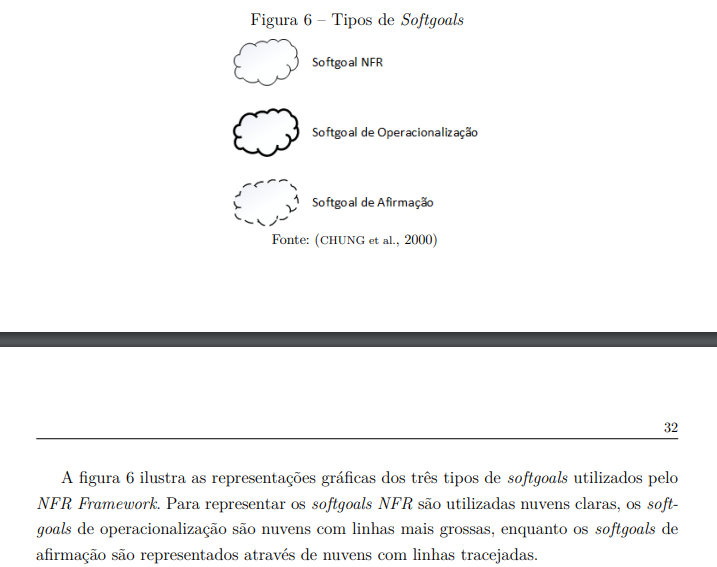 Figura 6 – Tipos de Softgoals
Softgoal NFR
Softgoal de Operacionalização
Softgoal de Afirmação
Fonte: (CHUNG et al., 2000)
32
A figura 6 ilustra as representações gráficas dos três tipos de softgoals utilizados pelo
NFR Framework. Para representar os softgoals NFR são utilizadas nuvens claras, os soft-
goals de operacionalização são nuvens com linhas mais grossas, enquanto os softgoals de
afirmação são representados através de nuvens com linhas tracejadas.